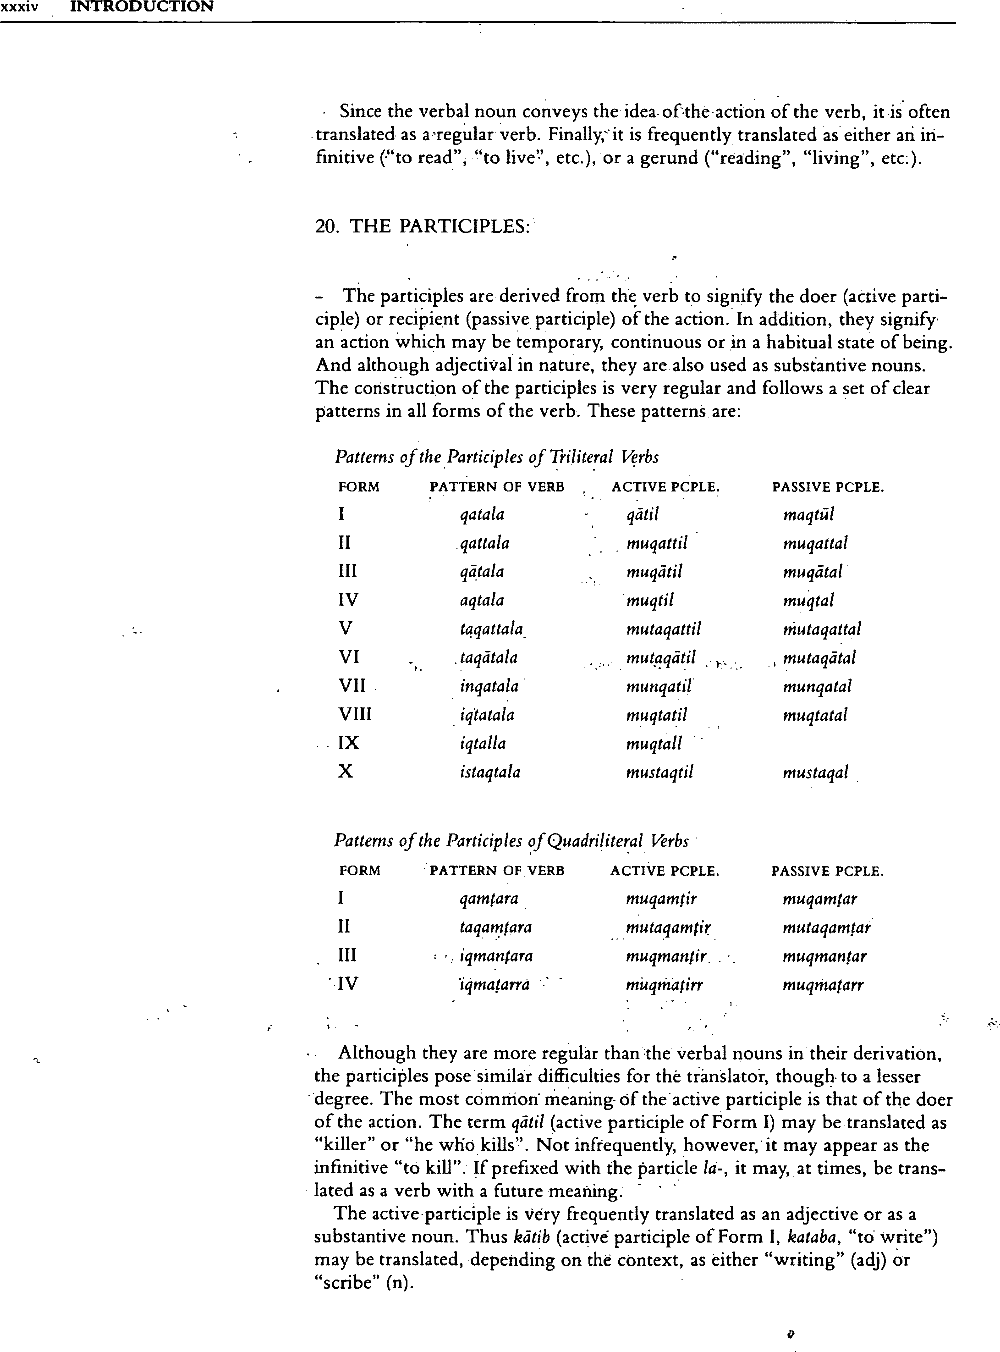 xxxiv INTRODUCTION
Since the verbal noun conveys the idea of the action of the verb, it is often
translated as a regular verb. Finally, it is frequently translated as either an in-
finitive ("to read", "to live", etc.), or a gerund ("reading", "living", etc.).
20. THE PARTICIPLES:
– The participles are derived from the verb to signify the doer (active parti-
ciple) or recipient (passive participle) of the action. In addition, they signify
an action which may be temporary, continuous or in a habitual state of being.
And although adjectival in nature, they are also used as substantive nouns.
The construction of the participles is very regular and follows a set of clear
patterns in all forms of the verb. These patterns are:
Patterns of the Participles of Triliteral Verbs
FORM PATTERN OF VERB ACTIVE PCPLE. PASSIVE PCPLE.
I qatala qātil maqtūl
II qattala muqattil muqattal
III qātala muqātil muqātal
IV aqtala muqtil muqtal
V taqattala mutaqattil mutaqattal
VI taqātala mutaqātil mutaqātal
VII inqatala munqatil munqatal
VIII iqtatala muqtatil muqtatal
IX iqtalla muqtall
X istaqtala mustaqtil mustaqal
Patterns of the Participles of Quadriliteral Verbs
FORM PATTERN OF VERB ACTIVE PCPLE. PASSIVE PCPLE.
I qamṭara muqamṭir muqamṭar
II taqamṭara mutaqamṭir mutaqamṭar
III iqmanṭara muqmanṭir muqmanṭar
IV iqmaṭarra muqmaṭirr muqmaṭarr
Although they are more regular than the verbal nouns in their derivation,
the participles pose similar difficulties for the translator, though to a lesser
degree. The most common meaning of the active participle is that of the doer
of the action. The term qātil (active participle of Form I) may be translated as
"killer" or "he who kills". Not infrequently, however, it may appear as the
infinitive "to kill". If prefixed with the particle la-, it may, at times, be trans-
lated as a verb with a future meaning.
The active participle is very frequently translated as an adjective or as a
substantive noun. Thus kātib (active participle of Form I, kataba, "to write")
may be translated, depending on the context, as either "writing" (adj) or
"scribe" (n).